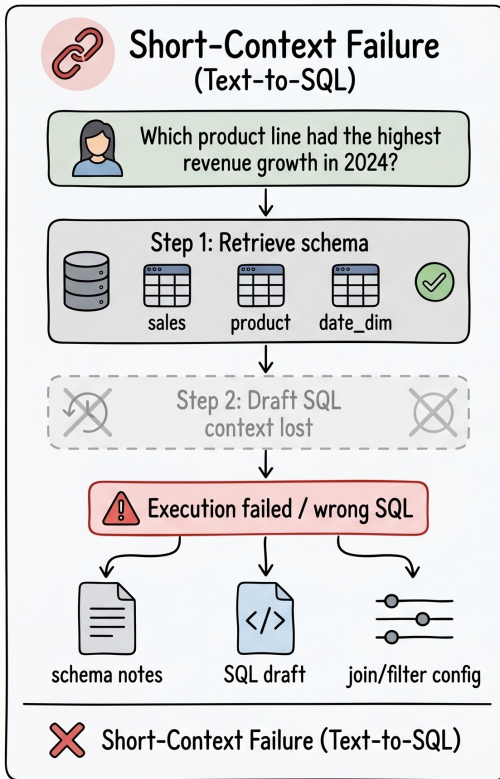 Short-Context Failure
(Text-to-SQL)
Which product line had the highest
revenue growth in 2024?
Step 1: Retrieve schema
sales
product
date_dim
Step 2: Draft SQL
context lost
Execution failed / wrong SQL
</>
schema notes
SQL draft
join/filter config
Short-Context Failure (Text-to-SQL)